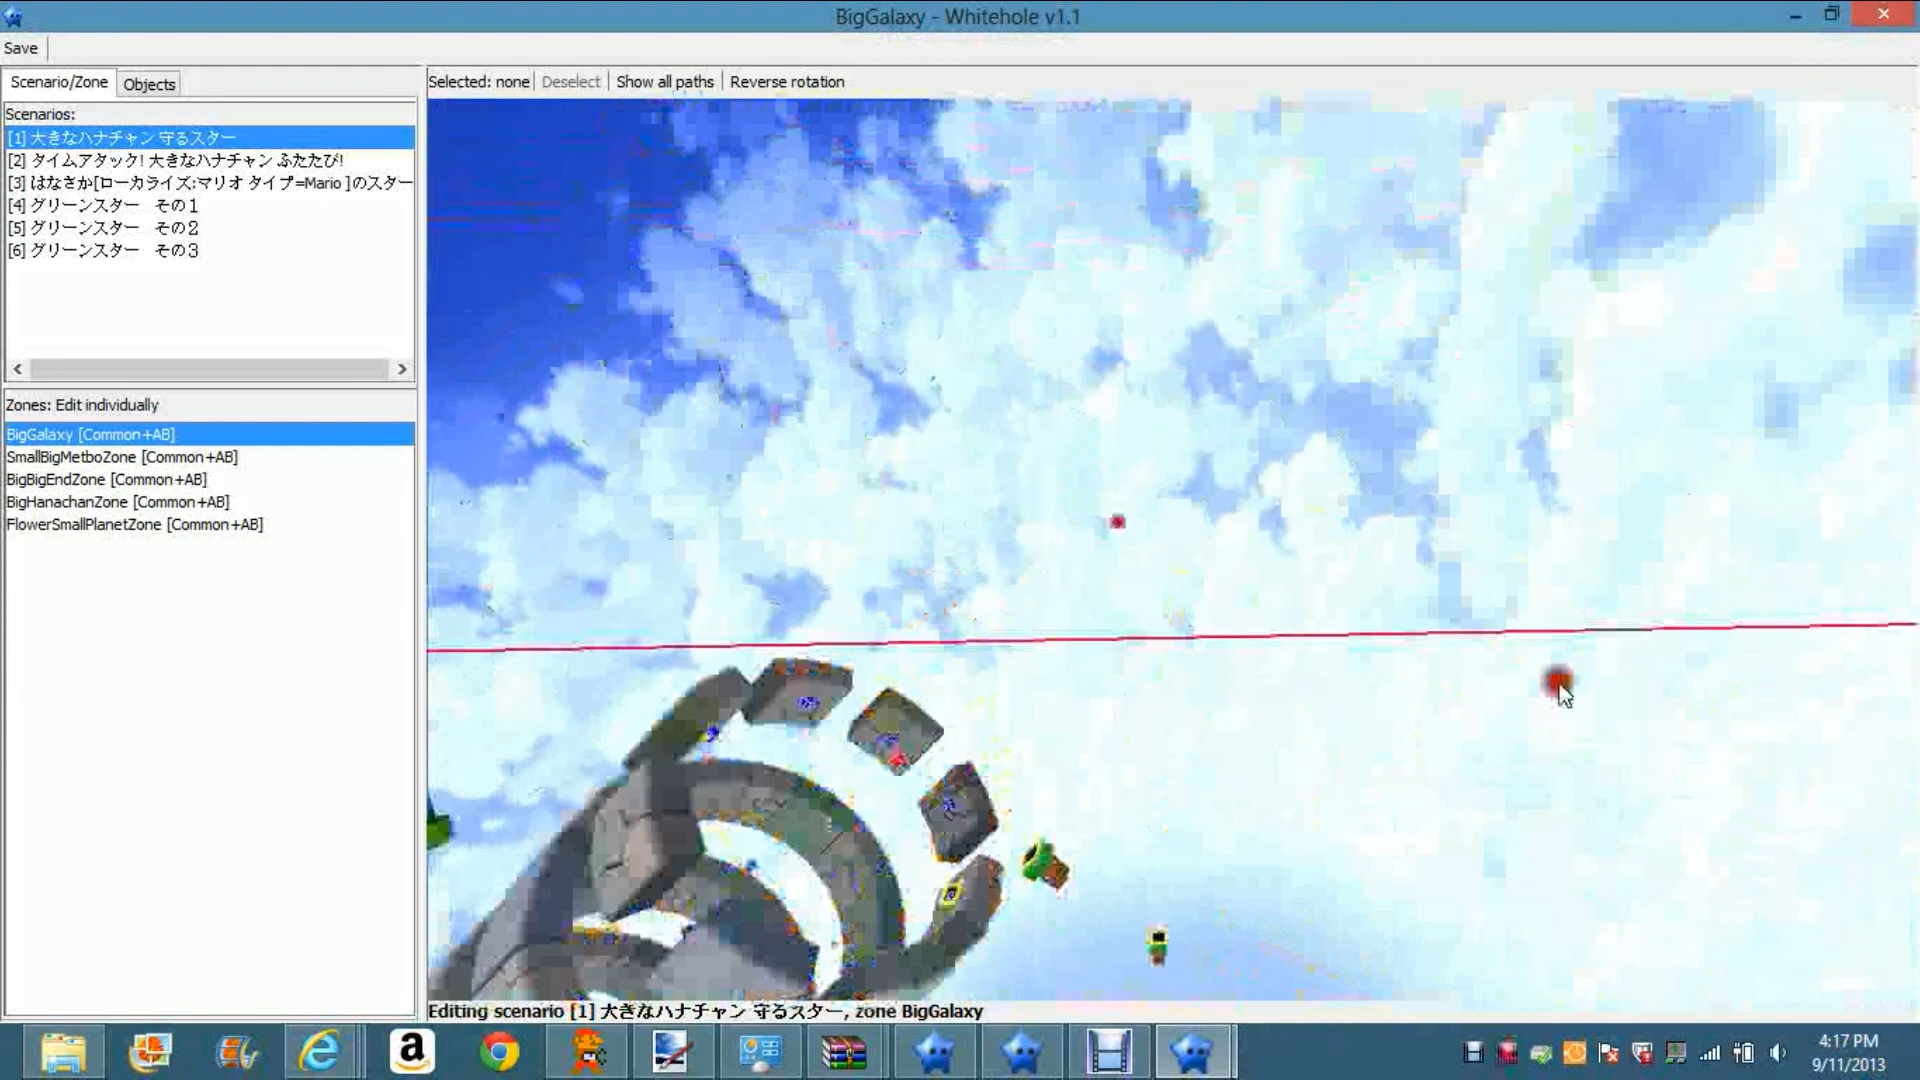 BigGalaxy - Whitehole v1.1
Save
Scenario/Zone Objects
Selected: none Deselect Show all paths Reverse rotation
Scenarios:
[1] 大きなハナチャン 守るスター
[2] タイムアタック! 大きなハナチャン ふたたび!
[3] はなさか[ローカライズ:マリオ タイプ=Mario ]のスター
[4] グリーンスター　その１
[5] グリーンスター　その２
[6] グリーンスター　その３
Zones: Edit individually
BigGalaxy [Common+AB]
SmallBigMetboZone [Common+AB]
BigBigEndZone [Common+AB]
BigHanachanZone [Common+AB]
FlowerSmallPlanetZone [Common+AB]
Editing scenario [1] 大きなハナチャン 守るスター, zone BigGalaxy
4:17 PM
9/11/2013